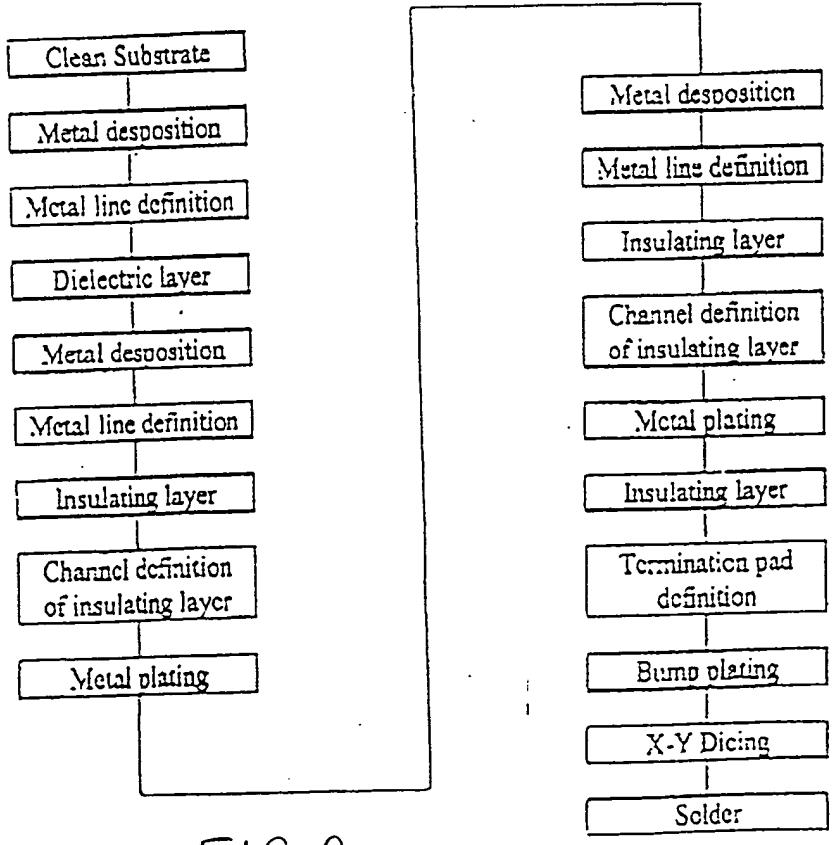 Clean Substrate
Metal desposition
Metal line definition
Dielectric layer
Metal desposition
Metal line definition
Insulating layer
Channel definition
of insulating layer
Metal plating
Metal desposition
Metal line definition
Insulating layer
Channel definition
of insulating layer
Metal plating
Insulating layer
Termination pad
definition
Bump plating
X-Y Dicing
Solder